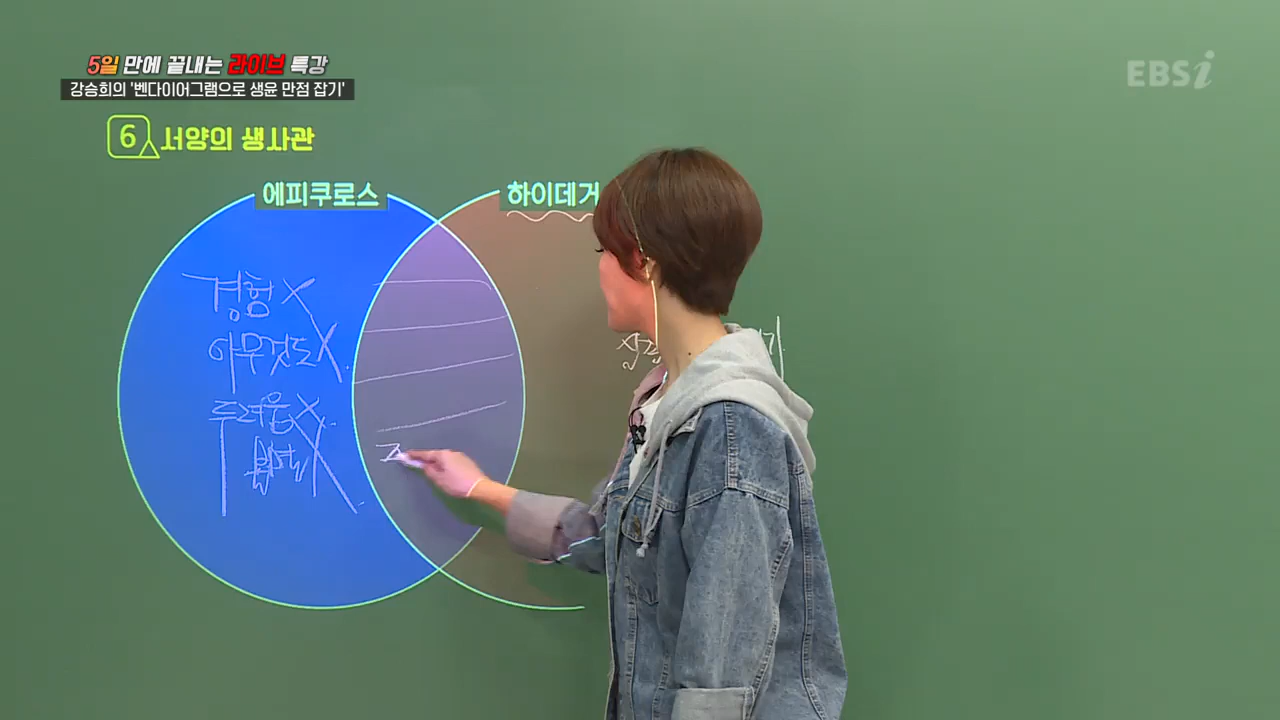 5일 만에 끝내는 라이브 특강
강승희의 '벤다이어그램으로 생윤 만점 잡기'
EBSi
6 서양의 생사관
에피쿠로스
하이데거
경험 X
아무것도 X
두려움 X
불멸 X